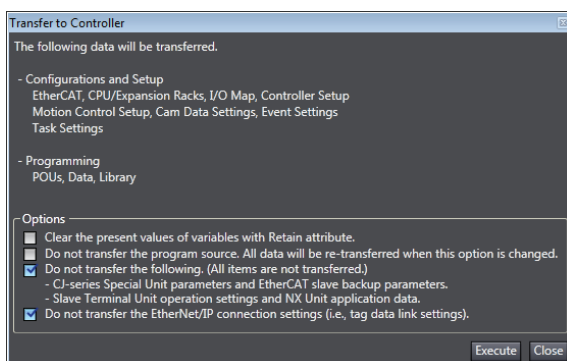 Transfer to Controller
The following data will be transferred.
- Configurations and Setup
EtherCAT, CPU/Expansion Racks, I/O Map, Controller Setup
Motion Control Setup, Cam Data Settings, Event Settings
Task Settings
- Programming
POUs, Data, Library
Options
Clear the present values of variables with Retain attribute.
Do not transfer the program source. All data will be re-transferred when this option is changed.
Do not transfer the following. (All items are not transferred.)
- CJ-series Special Unit parameters and EtherCAT slave backup parameters.
- Slave Terminal Unit operation settings and NX Unit application data.
Do not transfer the EtherNet/IP connection settings (i.e., tag data link settings).
Execute Close